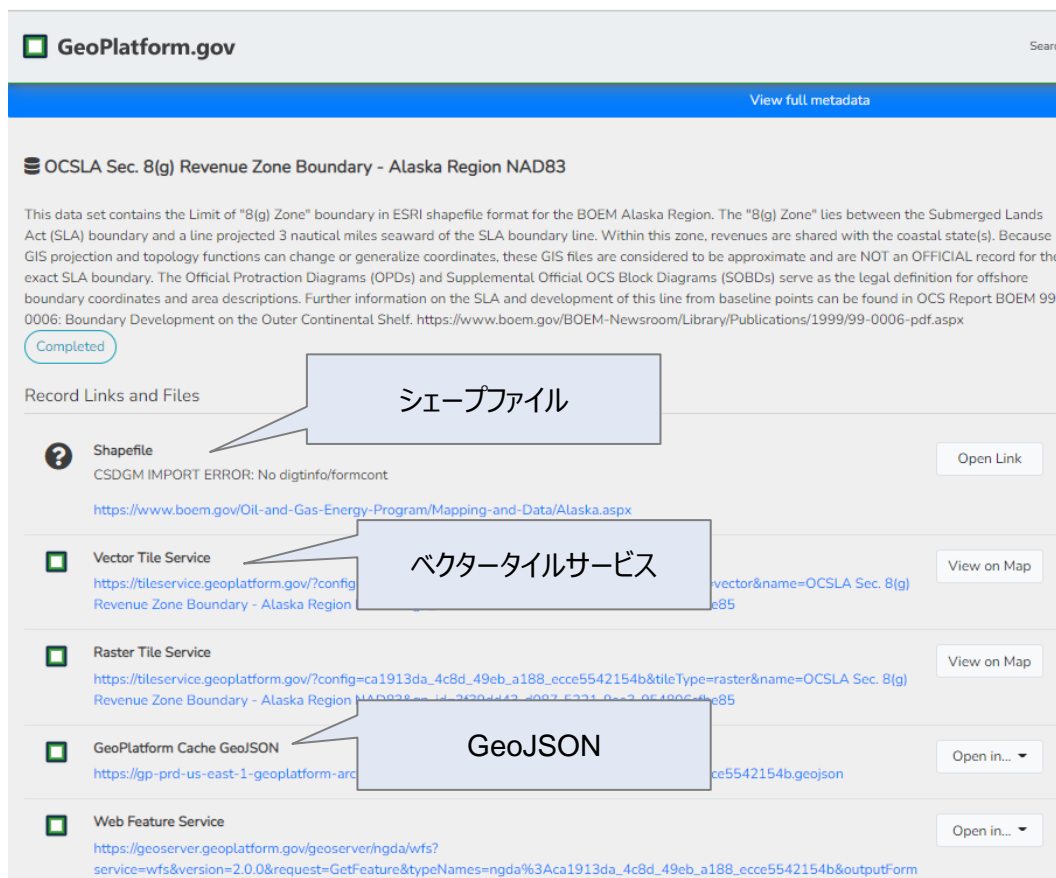 GeoPlatform.gov
Sear
View full metadata
OCSLA Sec. 8(g) Revenue Zone Boundary - Alaska Region NAD83
This data set contains the Limit of "8(g) Zone" boundary in ESRI shapefile format for the BOEM Alaska Region. The "8(g) Zone" lies between the Submerged Lands
Act (SLA) boundary and a line projected 3 nautical miles seaward of the SLA boundary line. Within this zone, revenues are shared with the coastal state(s). Because
GIS projection and topology functions can change or generalize coordinates, these GIS files are considered to be approximate and are NOT an OFFICIAL record for the
exact SLA boundary. The Official Protraction Diagrams (OPDs) and Supplemental Official OCS Block Diagrams (SOBDs) serve as the legal definition for offshore
boundary coordinates and area descriptions. Further information on the SLA and development of this line from baseline points can be found in OCS Report BOEM 99
0006: Boundary Development on the Outer Continental Shelf. https://www.boem.gov/BOEM-Newsroom/Library/Publications/1999/99-0006-pdf.aspx
Completed
Record Links and Files
シェープファイル
Shapefile
CSDGM IMPORT ERROR: No digtinfo/formcont
Open Link
https://www.boem.gov/Oil-and-Gas-Energy-Program/Mapping-and-Data/Alaska.aspx
Vector Tile Service
ベクタータイルサービス
View on Map
https://tileservice.geoplatform.gov/?config vector&name=OCSLA Sec. 8(g)
Revenue Zone Boundary - Alaska Region e85
Raster Tile Service
View on Map
https://tileservice.geoplatform.gov/?config=ca1913da_4c8d_49eb_a188_ecce5542154b&tileType=raster&name=OCSLA Sec. 8(g)
Revenue Zone Boundary - Alaska Region e85
GeoPlatform Cache GeoJSON
GeoJSON
Open in...
https://gp-prd-us-east-1-geoplatform-arc ce5542154b.geojson
Web Feature Service
Open in...
https://geoserver.geoplatform.gov/geoserver/ngda/wfs?
service=wfs&version=2.0.0&request=GetFeature&typeNames=ngda%3Aca1913da_4c8d_49eb_a188_ecce5542154b&outputForm